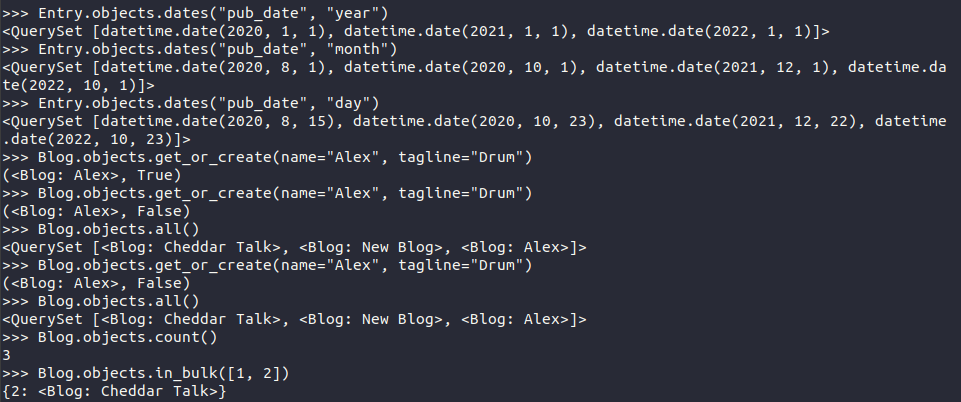 >>> Entry.objects.dates("pub_date", "year")
<QuerySet [datetime.date(2020, 1, 1), datetime.date(2021, 1, 1), datetime.date(2022, 1, 1)]>
>>> Entry.objects.dates("pub_date", "month")
<QuerySet [datetime.date(2020, 8, 1), datetime.date(2020, 10, 1), datetime.date(2021, 12, 1), datetime.da
te(2022, 10, 1)]>
>>> Entry.objects.dates("pub_date", "day")
<QuerySet [datetime.date(2020, 8, 15), datetime.date(2020, 10, 23), datetime.date(2021, 12, 22), datetime
.date(2022, 10, 23)]>
>>> Blog.objects.get_or_create(name="Alex", tagline="Drum")
(<Blog: Alex>, True)
>>> Blog.objects.get_or_create(name="Alex", tagline="Drum")
(<Blog: Alex>, False)
>>> Blog.objects.all()
<QuerySet [<Blog: Cheddar Talk>, <Blog: New Blog>, <Blog: Alex>]>
>>> Blog.objects.get_or_create(name="Alex", tagline="Drum")
(<Blog: Alex>, False)
>>> Blog.objects.all()
<QuerySet [<Blog: Cheddar Talk>, <Blog: New Blog>, <Blog: Alex>]>
>>> Blog.objects.count()
3
>>> Blog.objects.in_bulk([1, 2])
{2: <Blog: Cheddar Talk>}